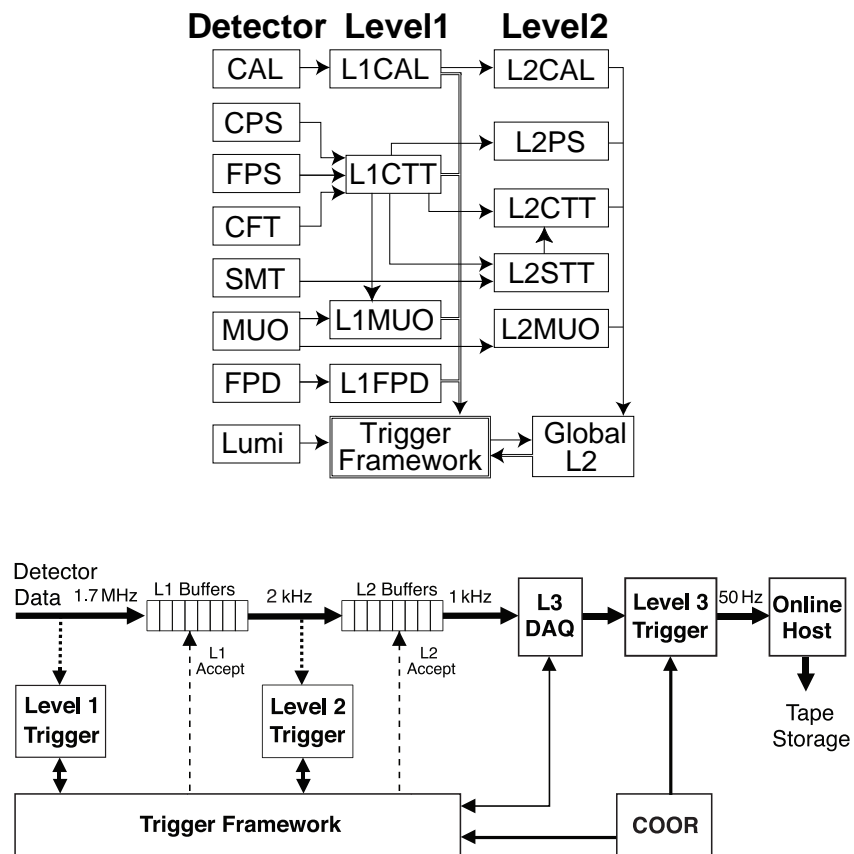 Detector Level1 Level2
CAL L1CAL L2CAL
CPS
L2PS
FPS L1CTT
L2CTT
CFT
SMT L2STT
MUO L1MUO L2MUO
FPD L1FPD
Lumi
Trigger
Framework
Global
L2
Detector
Data
1.7 MHz
L1 Buffers
2 kHz
L2 Buffers
1 kHz
L3
DAQ
Level 3
Trigger
50 Hz
Online
Host
L1
Accept
L2
Accept
Level 1
Trigger
Level 2
Trigger
Tape
Storage
Trigger Framework
COOR